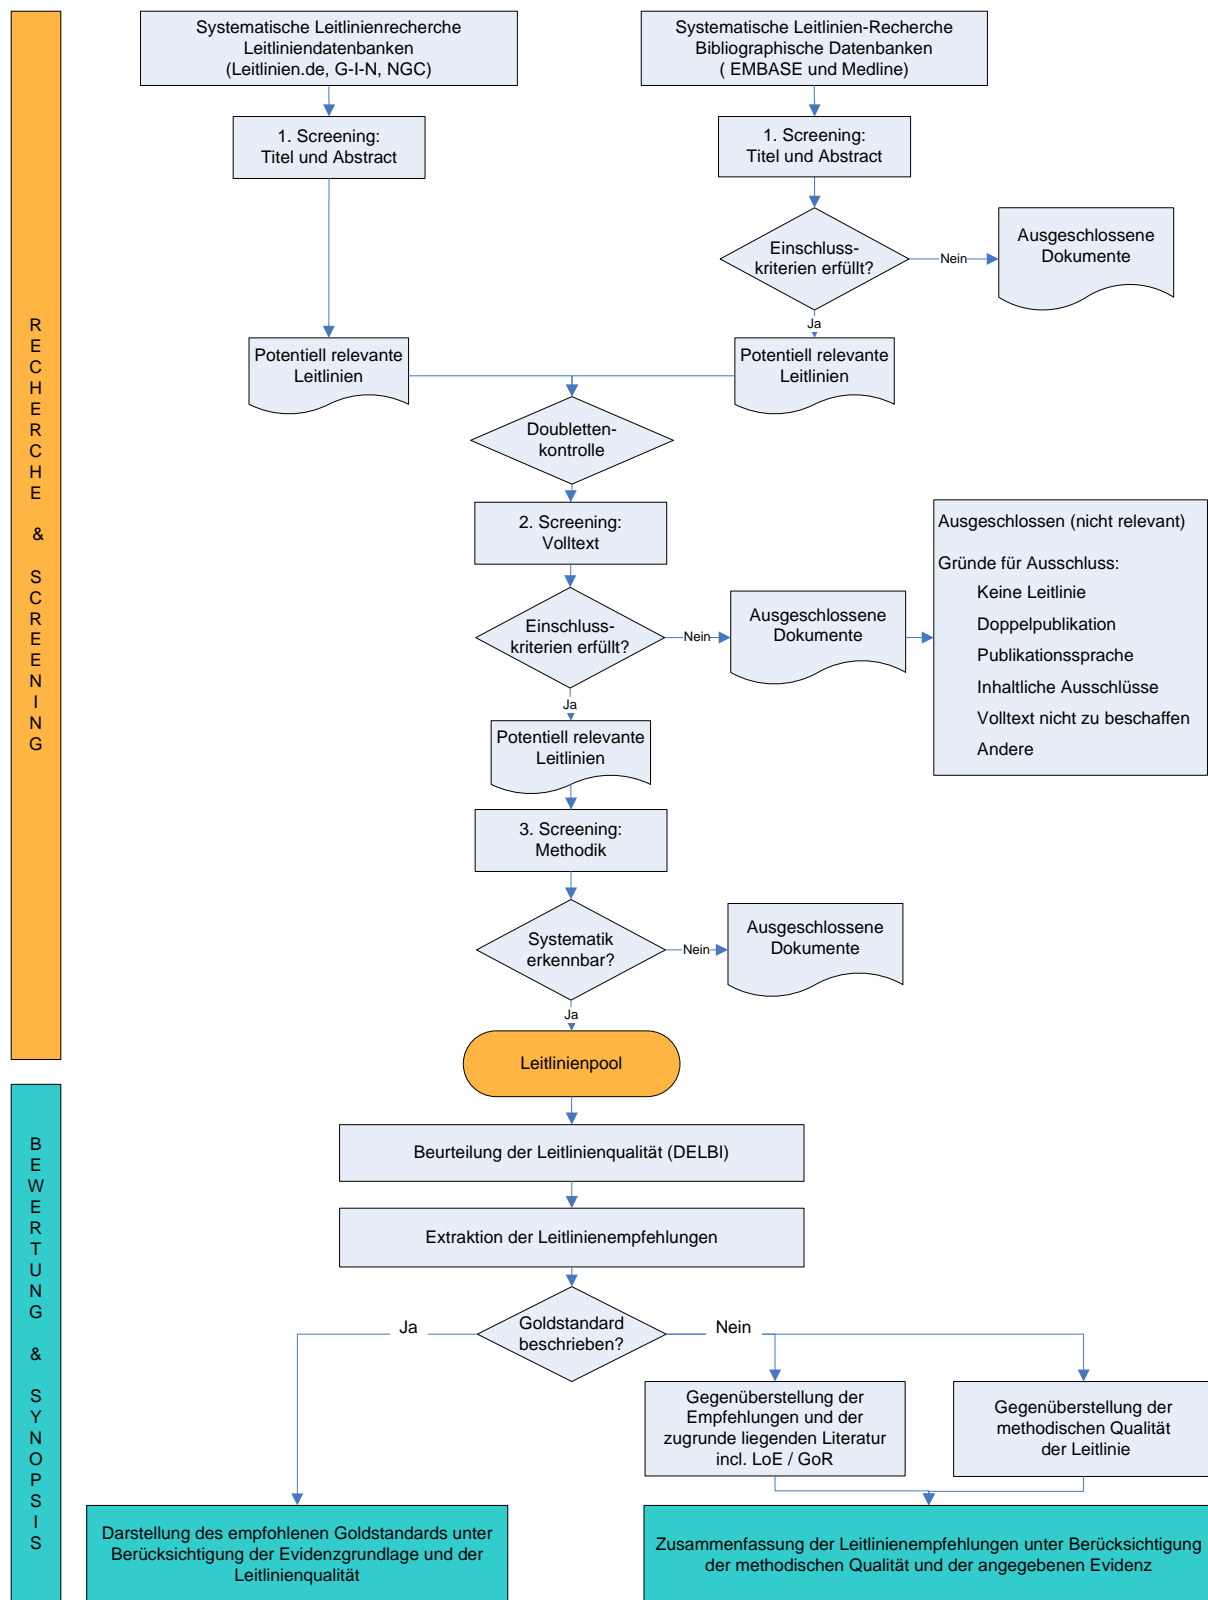 Systematische Leitlinienrecherche
Leitliniendatenbanken
(Leitlinien.de, G-I-N, NGC)
Systematische Leitlinien-Recherche
Bibliographische Datenbanken
( EMBASE und Medline)
1. Screening:
Titel und Abstract
1. Screening:
Titel und Abstract
Einschluss-
kriterien erfüllt?
Nein
Ausgeschlossene
Dokumente
Ja
Potentiell relevante
Leitlinien
Potentiell relevante
Leitlinien
Doubletten-
kontrolle
2. Screening:
Volltext
Einschluss-
kriterien erfüllt?
Nein
Ausgeschlossene
Dokumente
Ausgeschlossen (nicht relevant)
Gründe für Ausschluss:
Keine Leitlinie
Doppelpublikation
Publikationssprache
Inhaltliche Ausschlüsse
Volltext nicht zu beschaffen
Andere
Ja
Potentiell relevante
Leitlinien
3. Screening:
Methodik
Systematik
erkennbar?
Nein
Ausgeschlossene
Dokumente
Ja
Leitlinienpool
RECHERCHE & SCREENING
Beurteilung der Leitlinienqualität (DELBI)
Extraktion der Leitlinienempfehlungen
Goldstandard
beschrieben?
Ja
Nein
Gegenüberstellung der
Empfehlungen und der
zugrunde liegenden Literatur
incl. LoE / GoR
Gegenüberstellung der
methodischen Qualität
der Leitlinie
Darstellung des empfohlenen Goldstandards unter
Berücksichtigung der Evidenzgrundlage und der
Leitlinienqualität
Zusammenfassung der Leitlinienempfehlungen unter Berücksichtigung
der methodischen Qualität und der angegebenen Evidenz
BEWERTUNG & SYNOPSIS